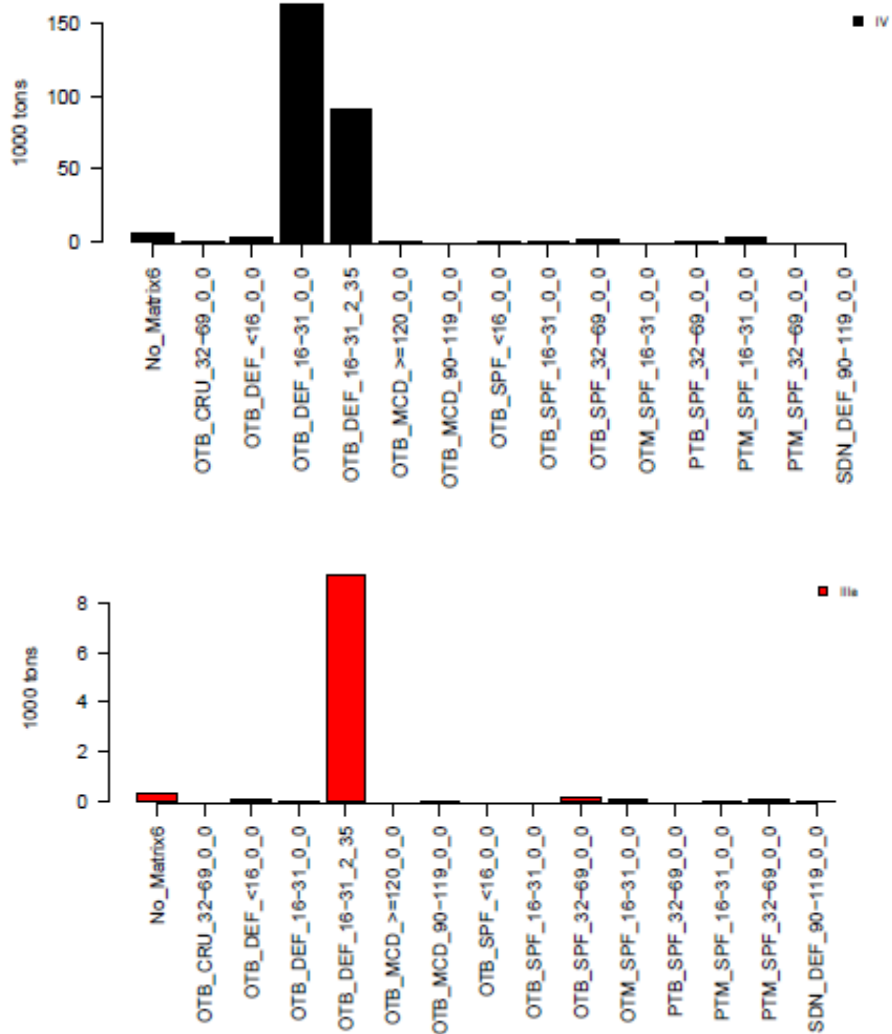 150
100
50
0
1000 tons
IV
No_Matrix6
OTB_CRU_32-69_0_0
OTB_DEF_<16_0_0
OTB_DEF_16-31_0_0
OTB_DEF_16-31_2_35
OTB_MCD_>=120_0_0
OTB_MCD_90-119_0_0
OTB_SPF_<16_0_0
OTB_SPF_16-31_0_0
OTB_SPF_32-69_0_0
OTM_SPF_16-31_0_0
PTB_SPF_32-69_0_0
PTM_SPF_16-31_0_0
PTM_SPF_32-69_0_0
SDN_DEF_90-119_0_0
8
6
4
2
0
1000 tons
IIIa
No_Matrix6
OTB_CRU_32-69_0_0
OTB_DEF_<16_0_0
OTB_DEF_16-31_0_0
OTB_DEF_16-31_2_35
OTB_MCD_>=120_0_0
OTB_MCD_90-119_0_0
OTB_SPF_<16_0_0
OTB_SPF_16-31_0_0
OTB_SPF_32-69_0_0
OTM_SPF_16-31_0_0
PTB_SPF_32-69_0_0
PTM_SPF_16-31_0_0
PTM_SPF_32-69_0_0
SDN_DEF_90-119_0_0